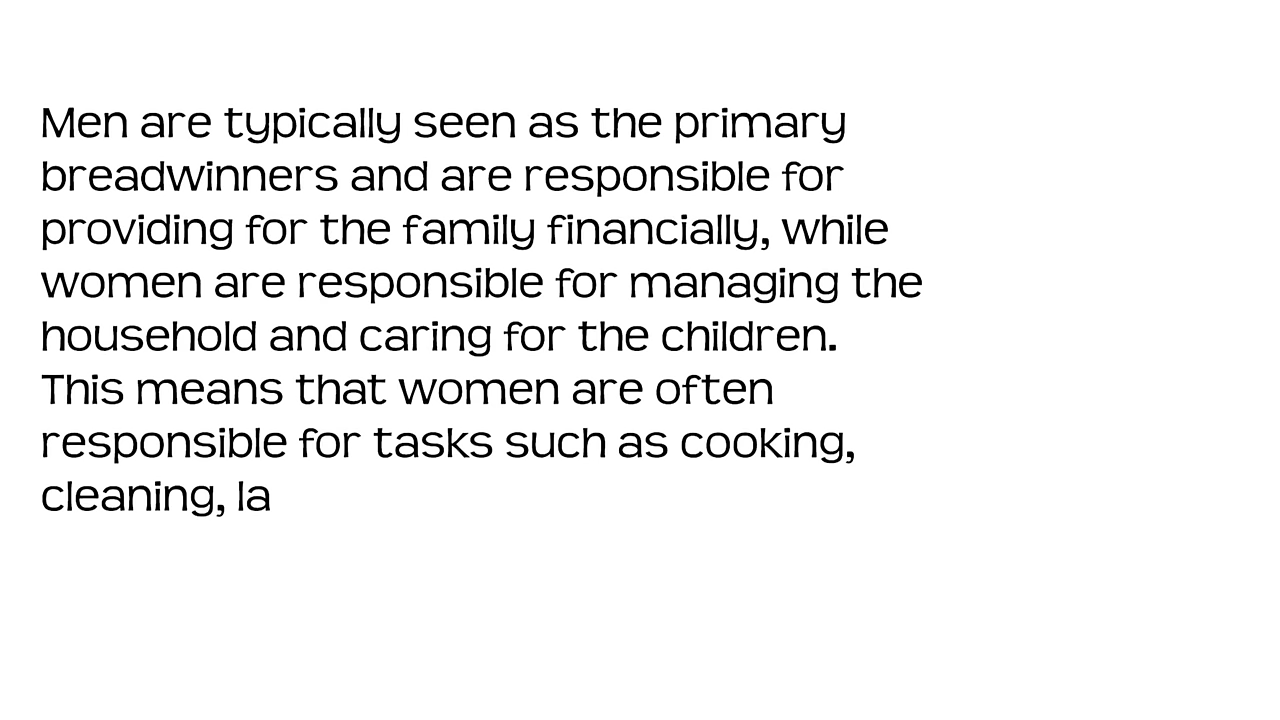 Men are typically seen as the primary
breadwinners and are responsible for
providing for the family financially, while
women are responsible for managing the
household and caring for the children.
This means that women are often
responsible for tasks such as cooking,
cleaning, la